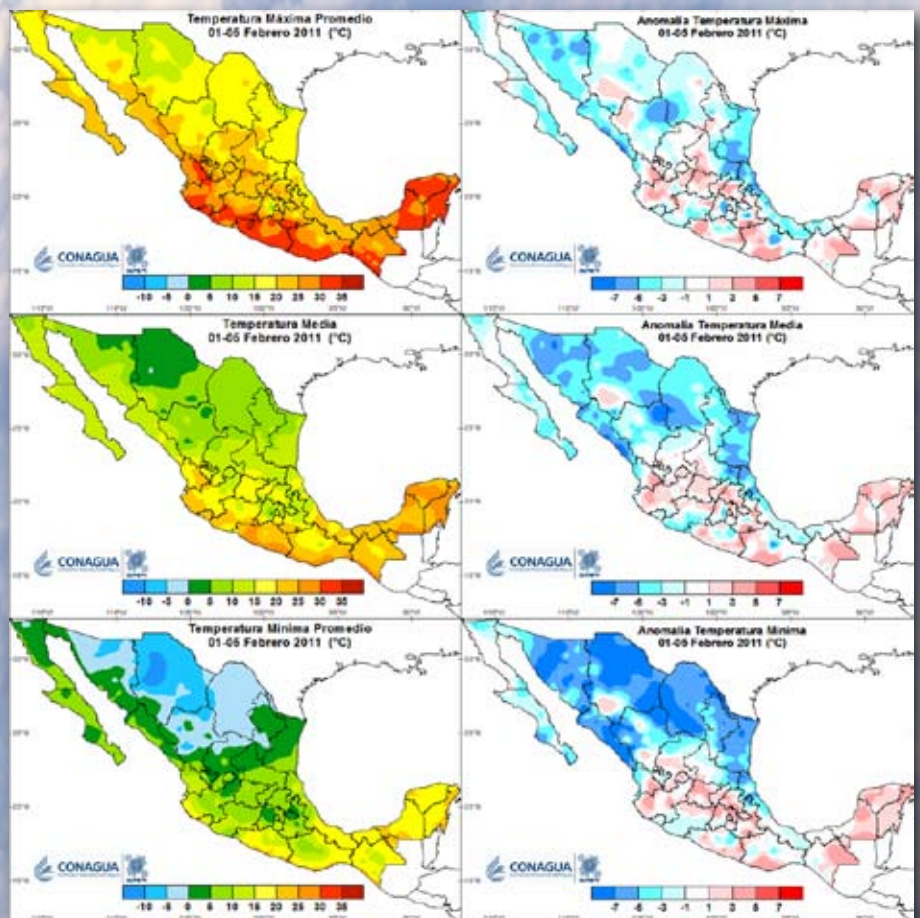 Temperatura Máxima Promedio
01-05 Febrero 2011 (°C)
CONAGUA
-10 -5 0 5 10 15 20 25 30 35
Anomalia Temperatura Máxima
01-05 Febrero 2011 (°C)
CONAGUA
-7 -5 -3 -1 1 3 5 7
Temperatura Media
01-05 Febrero 2011 (°C)
CONAGUA
-10 -5 0 5 10 15 20 25 30 35
Anomalia Temperatura Media
01-05 Febrero 2011 (°C)
CONAGUA
-7 -5 -3 -1 1 3 5 7
Temperatura Mínima Promedio
01-05 Febrero 2011 (°C)
CONAGUA
-10 -5 0 5 10 15 20 25 30 35
Anomalia Temperatura Mínima
01-05 Febrero 2011 (°C)
CONAGUA
-7 -5 -3 -1 1 3 5 7